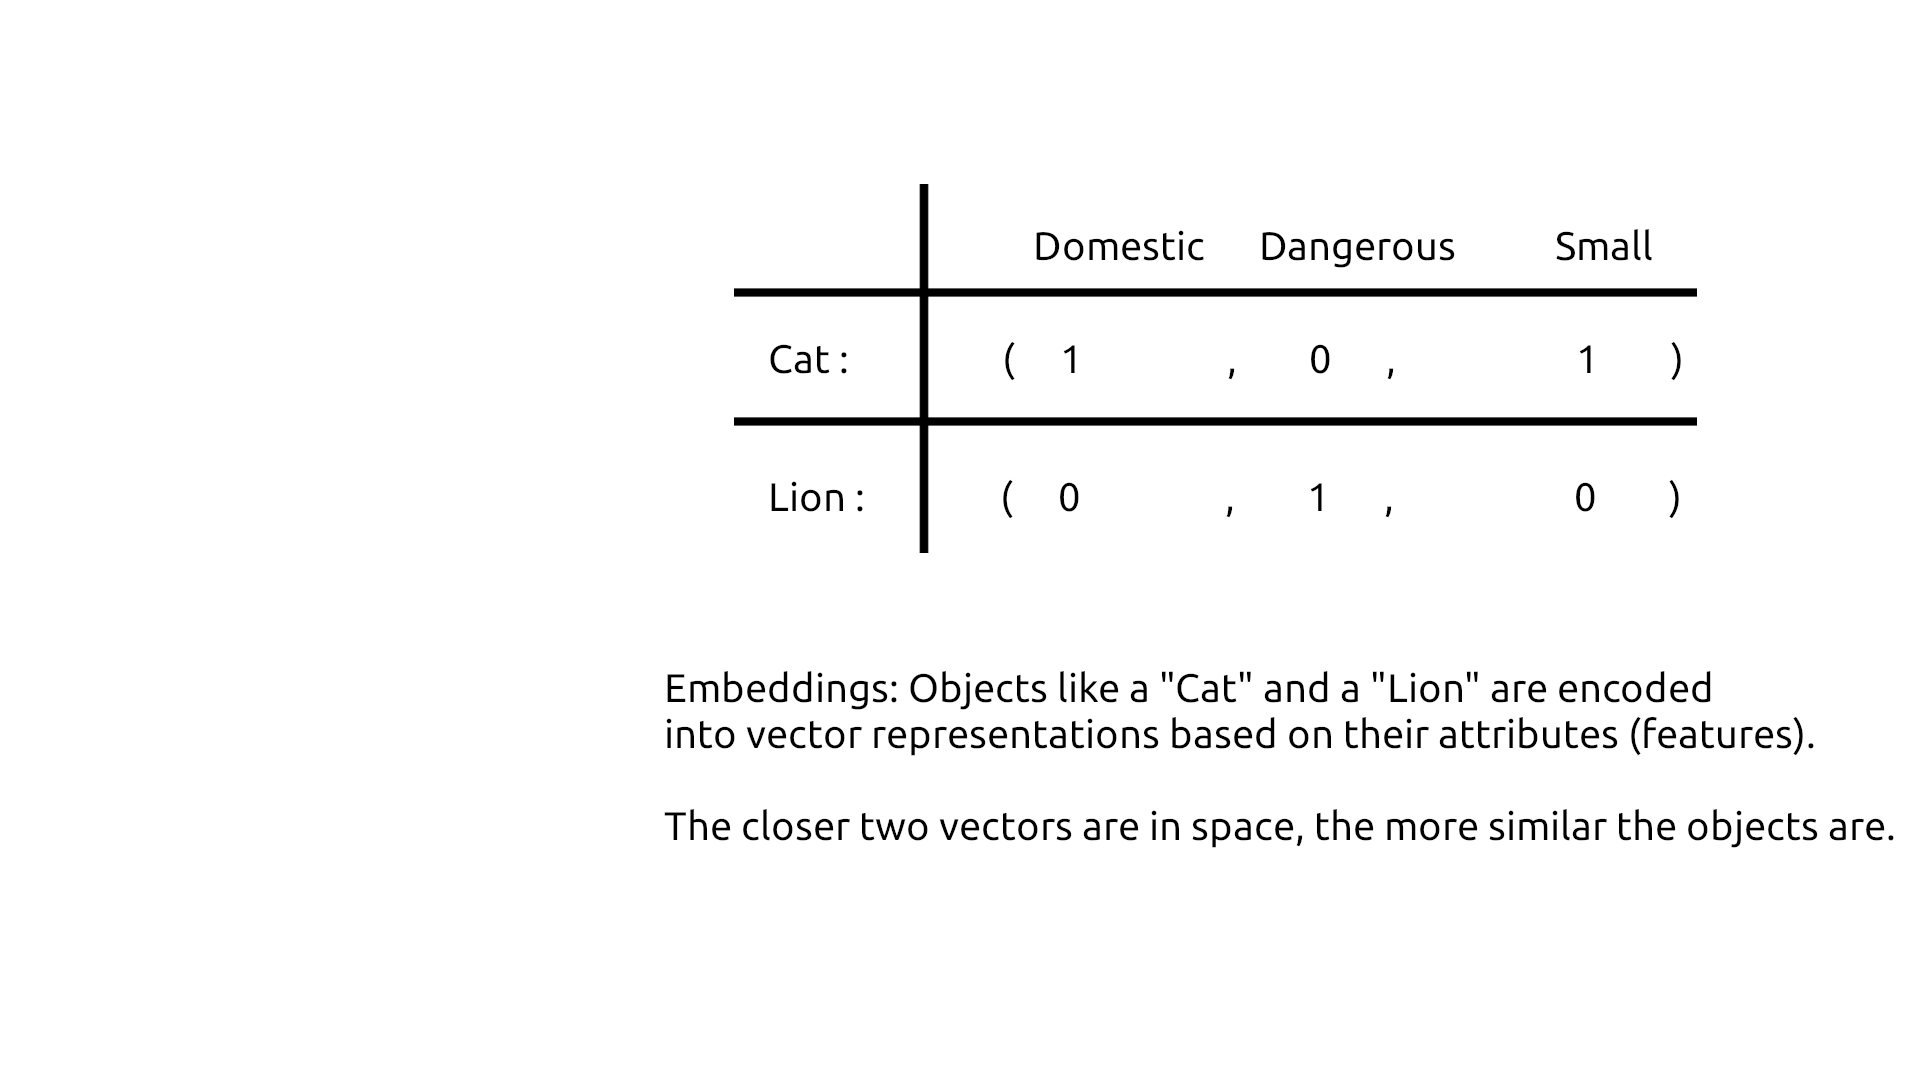 Domestic Dangerous Small
Cat : ( 1 , 0 , 1 )
Lion : ( 0 , 1 , 0 )
Embeddings: Objects like a "Cat" and a "Lion" are encoded
into vector representations based on their attributes (features).
The closer two vectors are in space, the more similar the objects are.